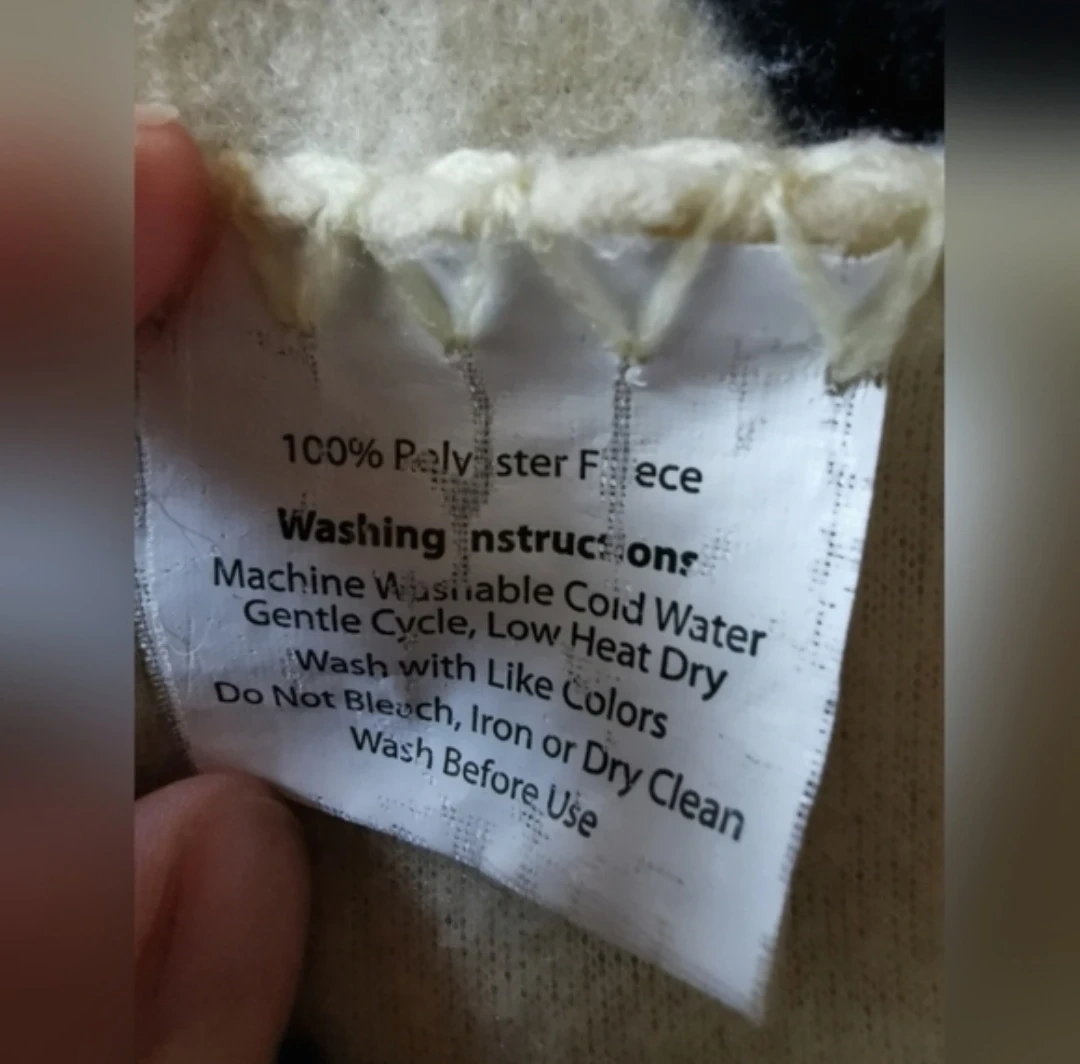 100% Polyester Fleece
Washing Instructions
Machine Washable Cold Water
Gentle Cycle, Low Heat Dry
Wash with Like Colors
Do Not Bleach, Iron or Dry Clean
Wash Before Use